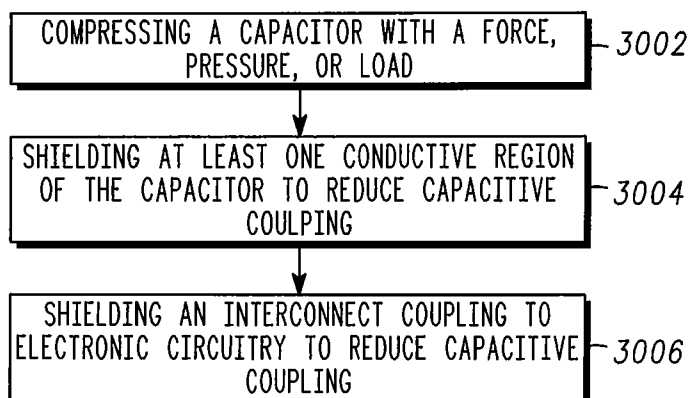 COMPRESSING A CAPACITOR WITH A FORCE,
PRESSURE, OR LOAD
3002
SHIELDING AT LEAST ONE CONDUCTIVE REGION
OF THE CAPACITOR TO REDUCE CAPACITIVE
COULPING
3004
SHIELDING AN INTERCONNECT COUPLING TO
ELECTRONIC CIRCUITRY TO REDUCE CAPACITIVE
COUPLING
3006